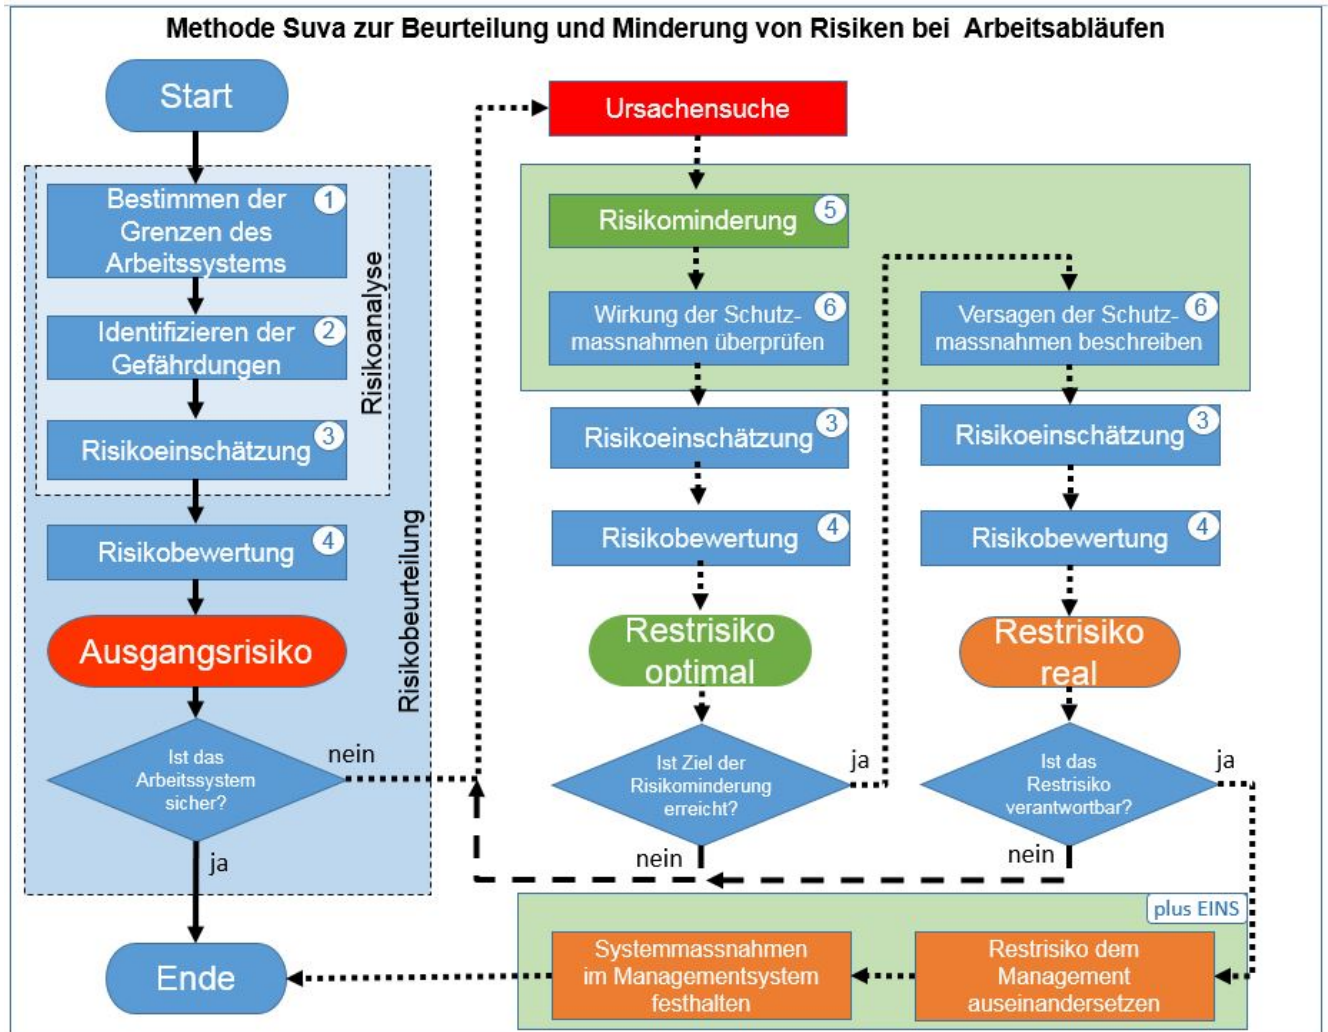 Methode Suva zur Beurteilung und Minderung von Risiken bei Arbeitsabläufen
Start
Bestimmen der
Grenzen des
Arbeitssystems
1
Identifizieren der
Gefährdungen
2
Risikoeinschätzung
3
Risikoanalyse
Risikobewertung
4
Risikobeurteilung
Ausgangsrisiko
Ist das
Arbeitssystem
sicher?
nein
ja
Ende
Ursachensuche
Risikominderung
5
Wirkung der Schutz-
massnahmen überprüfen
6
Risikoeinschätzung
3
Risikobewertung
4
Restrisiko
optimal
Ist Ziel der
Risikominderung
erreicht?
ja
nein
Versagen der Schutz-
massnahmen beschreiben
6
Risikoeinschätzung
3
Risikobewertung
4
Restrisiko
real
Ist das
Restrisiko
verantwortbar?
ja
nein
plus EINS
Restrisiko dem
Management
auseinandersetzen
Systemmassnahmen
im Managementsystem
festhalten